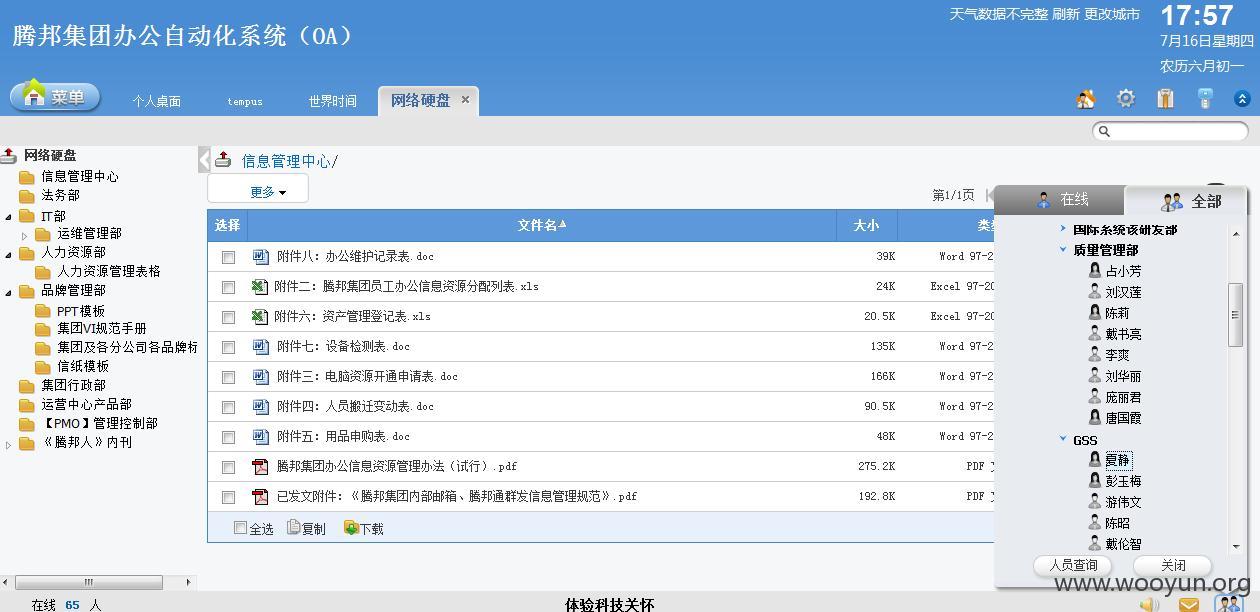 腾邦集团办公自动化系统（OA）
天气数据不完整 刷新 更改城市
17:57
7月16日星期四
农历六月初一
菜单
个人桌面
tempus
世界时间
网络硬盘
网络硬盘
信息管理中心
法务部
IT部
运维管理部
人力资源部
人力资源管理表格
品牌管理部
PPT模板
集团VI规范手册
集团及各分公司各品牌标
信纸模板
集团行政部
运营中心产品部
【PMO】管理控制部
《腾邦人》内刊
信息管理中心/
更多
第1/1页
选择 文件名 大小 类
附件八：办公维护记录表.doc 39K Word 97-2
附件二：腾邦集团员工办公信息资源分配列表.xls 24K Excel 97-20
附件六：资产管理登记表.xls 20.5K Excel 97-20
附件七：设备检测表.doc 135K Word 97-2
附件三：电脑资源开通申请表.doc 166K Word 97-2
附件四：人员搬迁变动表.doc 90.5K Word 97-2
附件五：用品申购表.doc 48K Word 97-2
腾邦集团办公信息资源管理办法（试行）.pdf 275.2K PDF
已发文附件：《腾邦集团内部邮箱、腾邦通群发信息管理规范》.pdf 192.8K PDF
全选 复制 下载
在线 全部
国际系统该研发部
质量管理部
占小芳
刘汉莲
陈莉
戴书亮
李爽
刘华丽
庞丽君
唐国霞
GSS
夏静
彭玉梅
游伟文
陈昭
戴伦智
人员查询 关闭
www.wooyun.org
在线 65 人
体验科技关怀